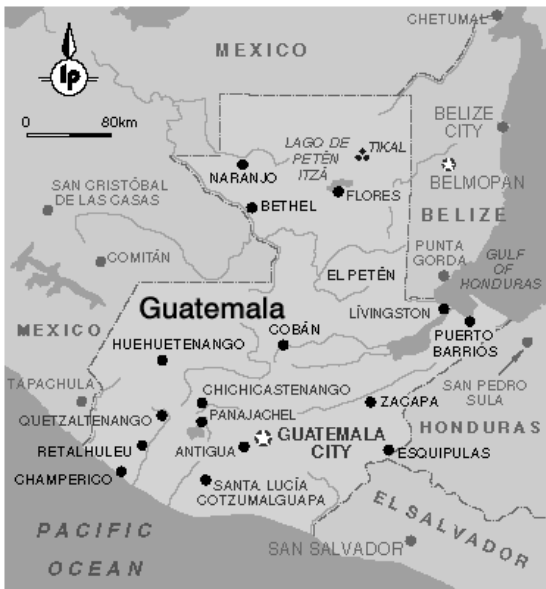 CHETUMAL
MEXICO
lp
0 80km
BELIZE
CITY
LAGO DE
PETÉN
ITZÁ
TIKAL
NARANJO
BELMOPAN
SAN CRISTÓBAL
DE LAS CASAS
FLORES
BETHEL
BELIZE
COMITÁN
PUNTA
GORDA
GULF
OF
HONDURAS
EL PETÉN
Guatemala
LÍVINGSTON
MEXICO
COBÁN
PUERTO
BARRIÓS
HUEHUETENANGO
TAPACHULA
CHICHICASTENANGO
SAN PEDRO
SULA
ZACAPA
QUETZALTENANGO
PANAJACHEL
HONDURAS
GUATEMALA
CITY
RETALHULEU
ANTIGUA
ESQUIPULAS
CHAMPERICO
SANTA LUCÍA
COTZUMALGUAPA
EL SALVADOR
PACIFIC
OCEAN
SAN SALVADOR